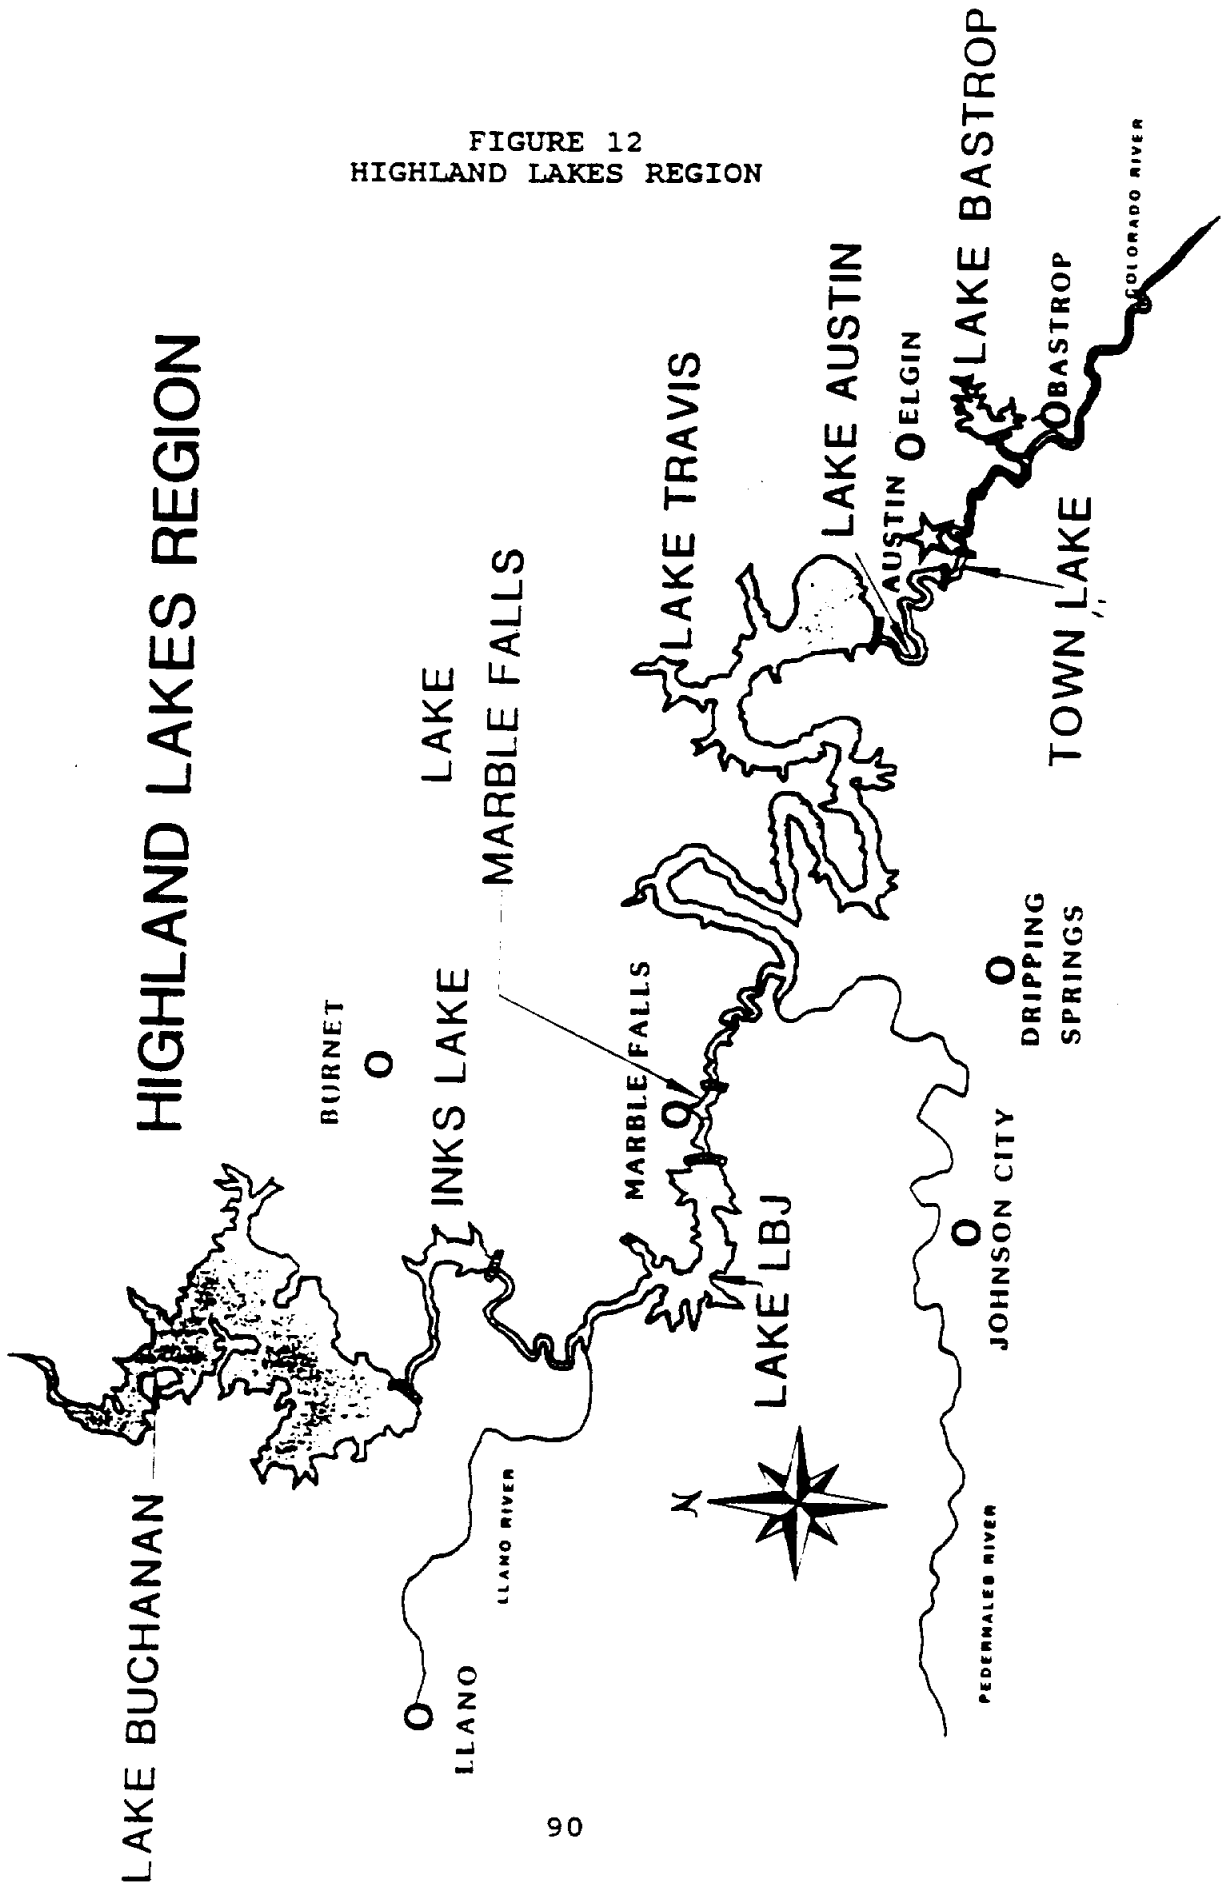 FIGURE 12
HIGHLAND LAKES REGION
HIGHLAND LAKES REGION
LAKE BUCHANAN
BURNET
INKS LAKE
LAKE
MARBLE FALLS
LLANO
LLANO RIVER
MARBLE FALLS
LAKE TRAVIS
LAKE LBJ
N
LAKE AUSTIN
AUSTIN
ELGIN
LAKE BASTROP
BASTROP
COLORADO RIVER
TOWN LAKE
DRIPPING
SPRINGS
JOHNSON CITY
PEDERNALES RIVER
90